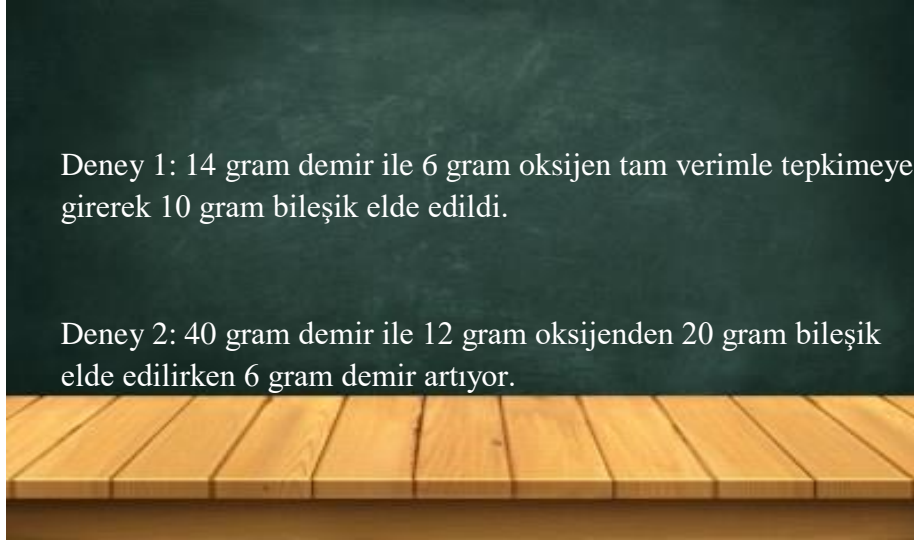 Deney 1: 14 gram demir ile 6 gram oksijen tam verimle tepkimeye
girerek 10 gram bileşik elde edildi.
Deney 2: 40 gram demir ile 12 gram oksijenden 20 gram bileşik
elde edilirken 6 gram demir artıyor.